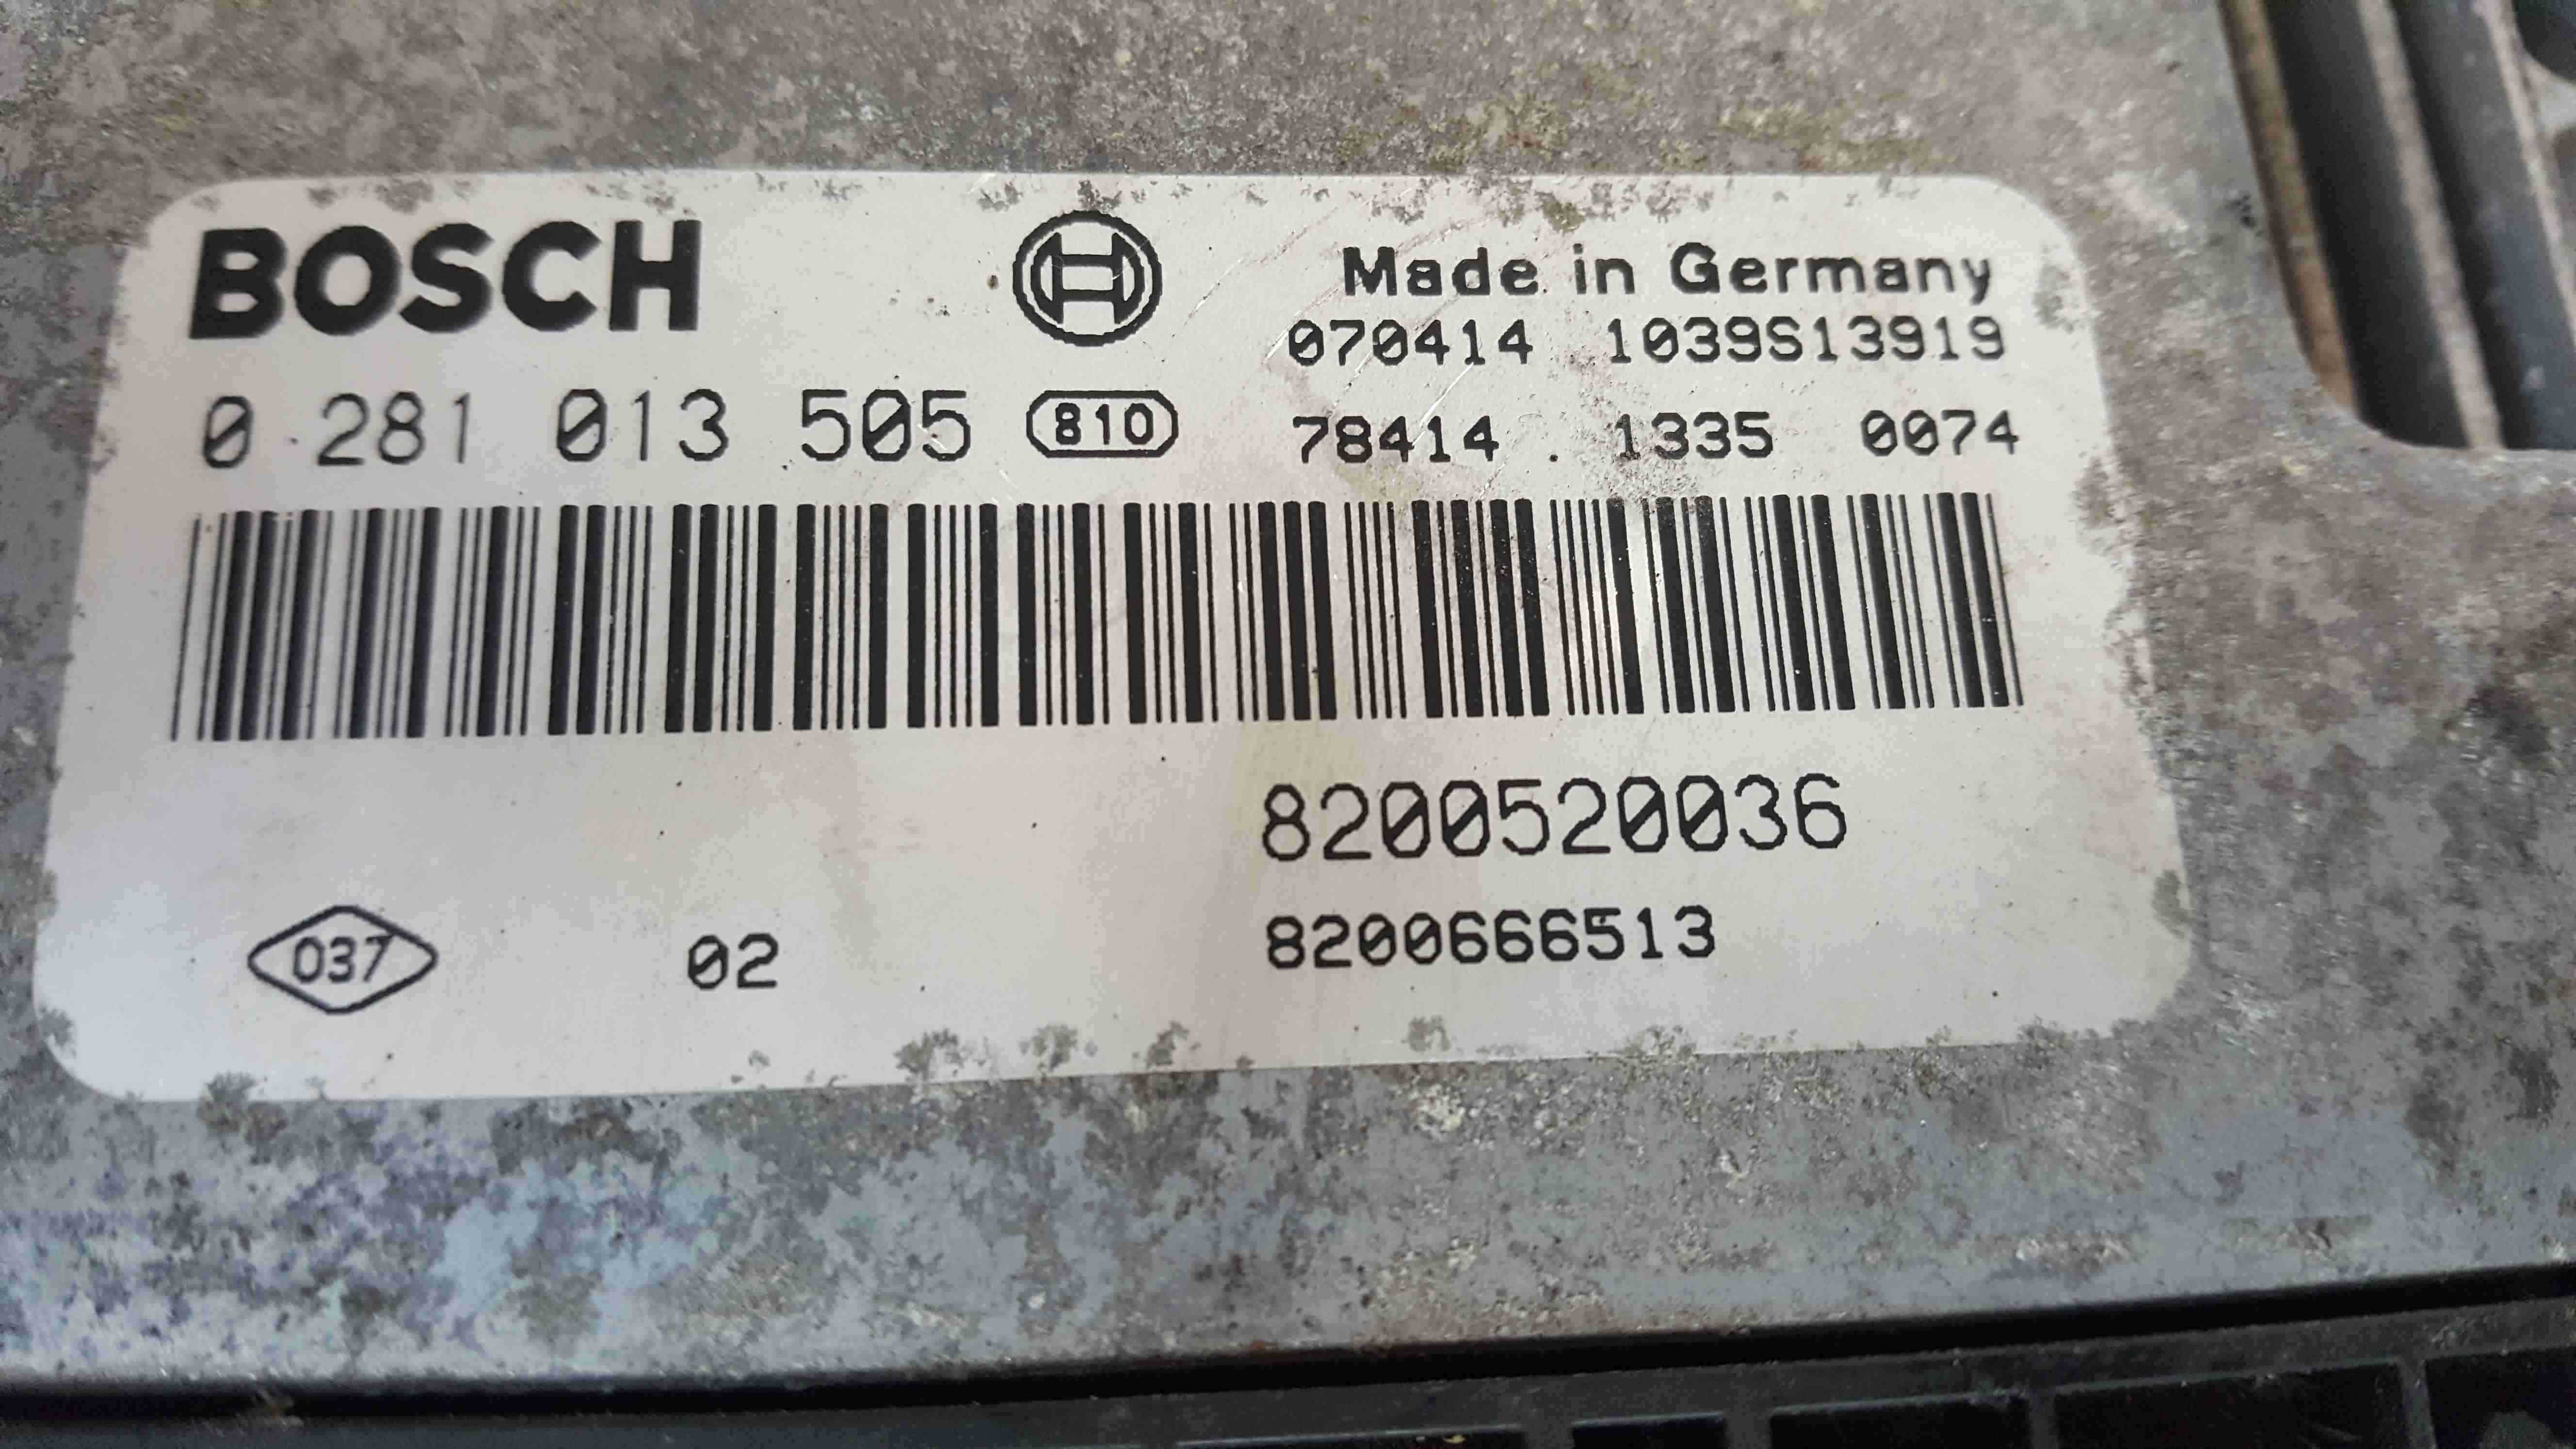 BOSCH
Made in Germany
070414 1039S13919
0 281 013 505 810 78414 1335 0074
8200520036
037 02 8200666513